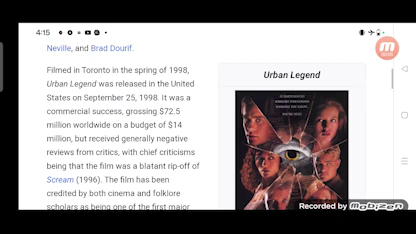 4:15
Neville, and Brad Dourif.
Filmed in Toronto in the spring of 1998,
Urban Legend was released in the United
States on September 25, 1998. It was a
commercial success, grossing $72.5
million worldwide on a budget of $14
million, but received generally negative
reviews from critics, with chief criticisms
being that the film was a blatant rip-off of
Scream (1996). The film has been
credited by both cinema and folklore
scholars as being one of the first major
Urban Legend
Recorded by MOBIZEN